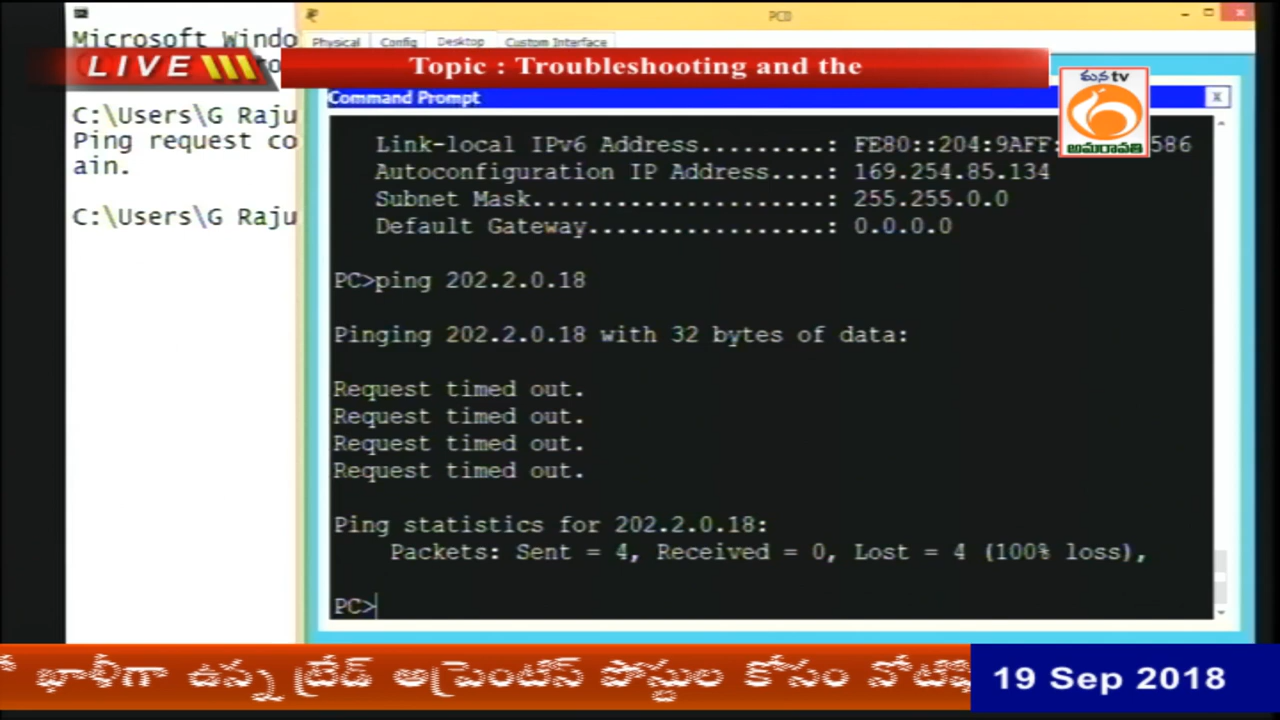 PC0
Microsoft Windo
Physical Config Desktop Custom Interface
LIVE
Topic : Troubleshooting and the
మన tv
అమరావతి
Command Prompt
X
C:\Users\G Raju
Ping request co
ain.
C:\Users\G Raju
Link-local IPv6 Address.........: FE80::204:9AFF: 586
Autoconfiguration IP Address....: 169.254.85.134
Subnet Mask.....................: 255.255.0.0
Default Gateway.................: 0.0.0.0
PC>ping 202.2.0.18
Pinging 202.2.0.18 with 32 bytes of data:
Request timed out.
Request timed out.
Request timed out.
Request timed out.
Ping statistics for 202.2.0.18:
Packets: Sent = 4, Received = 0, Lost = 4 (100% loss),
PC>
ఖాళీగా ఉన్న ట్రేడ్ అప్రెంటీస్ పోస్టుల కోసం నోటిఫి
19 Sep 2018